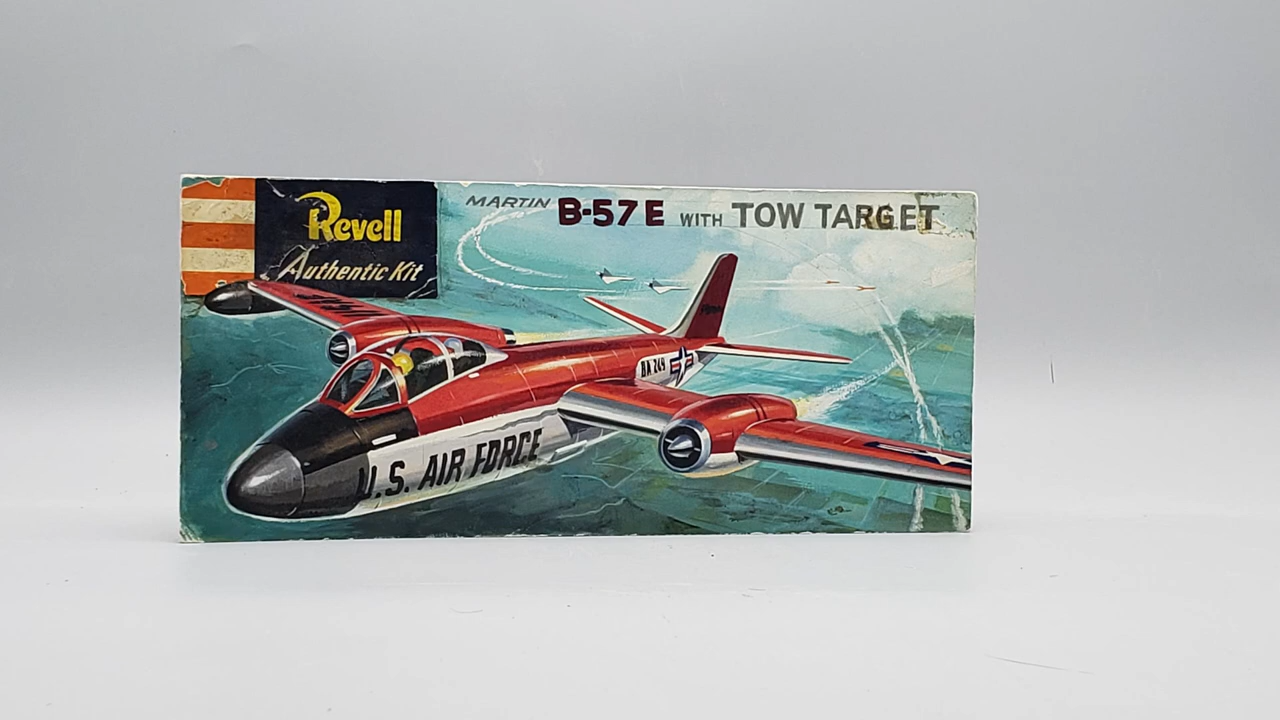 Revell
Authentic Kit
MARTIN B-57E WITH TOW TARGET
BA 249
U.S. AIR FORCE